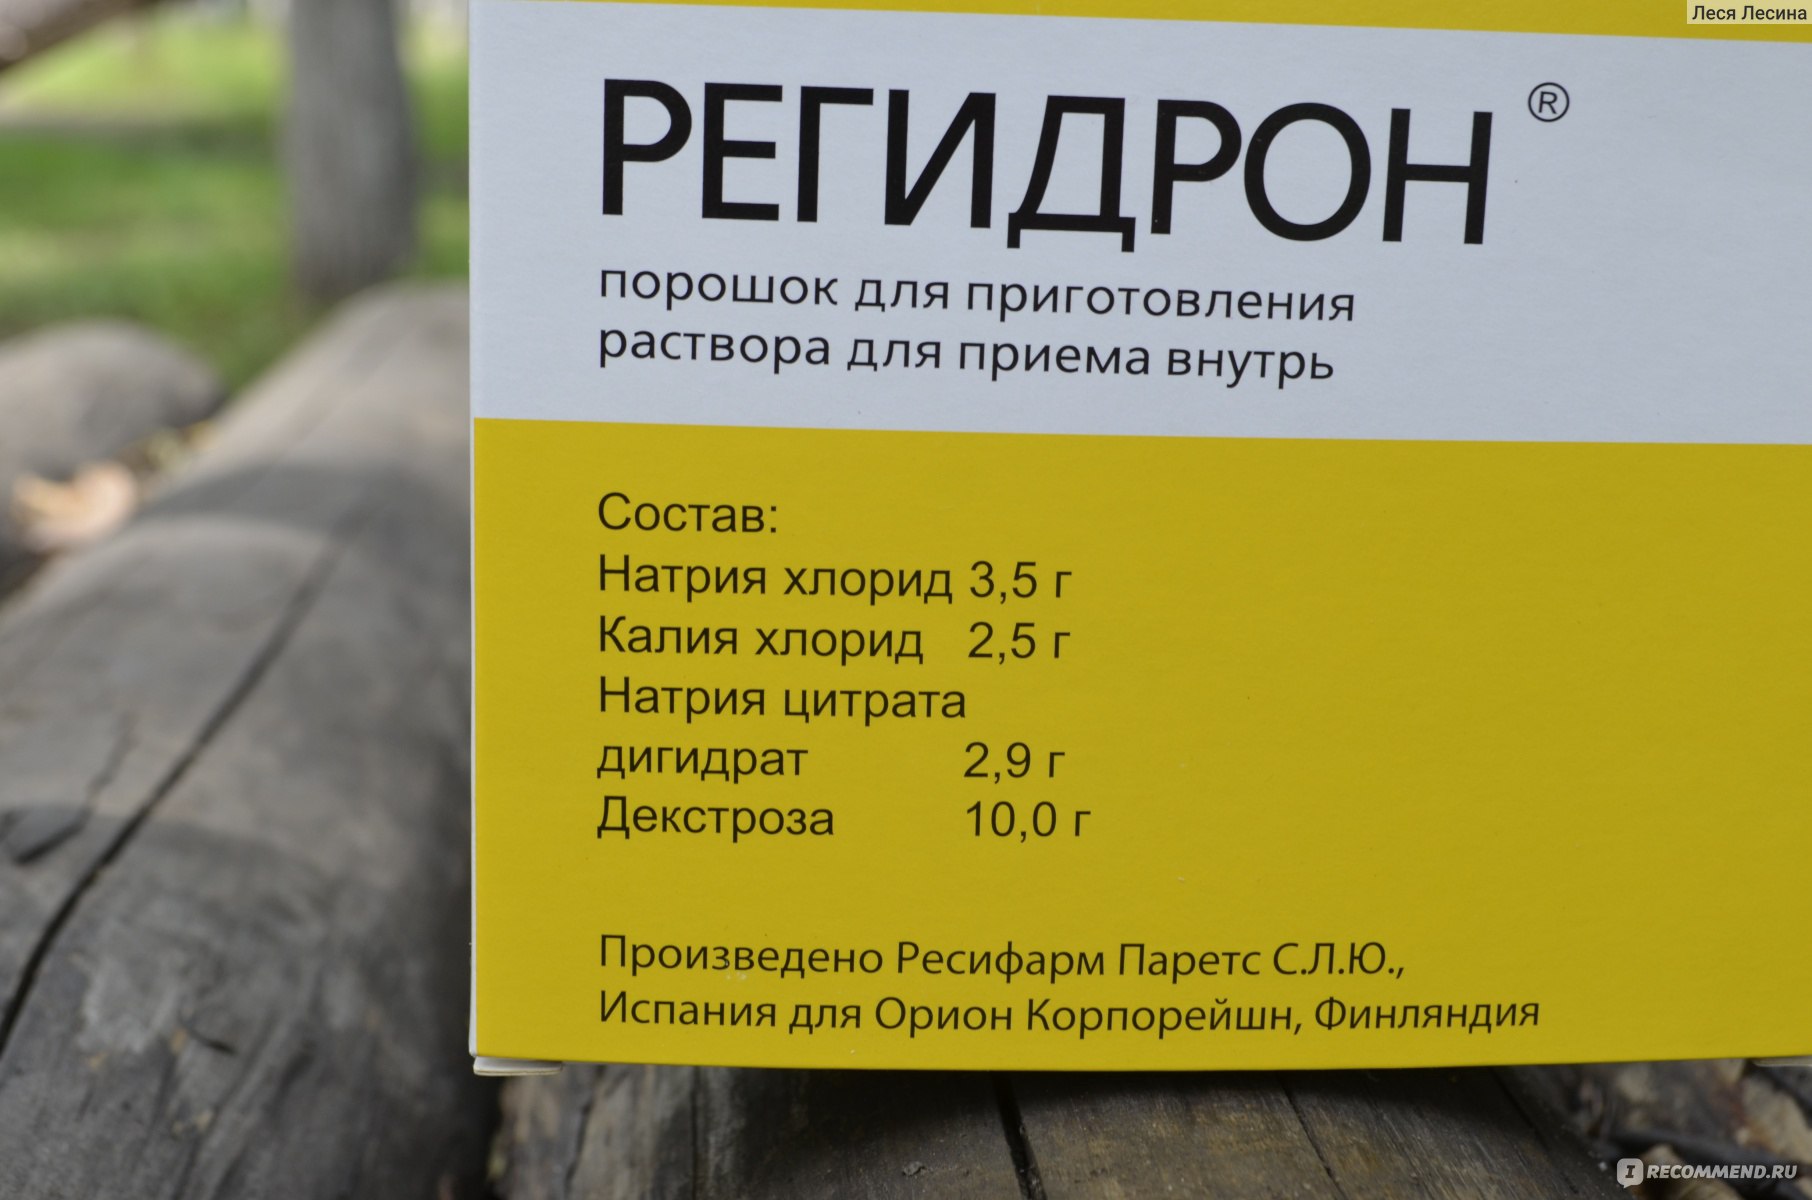 Леся Лесина
РЕГИДРОН ®
порошок для приготовления
раствора для приема внутрь
Состав:
Натрия хлорид 3,5 г
Калия хлорид 2,5 г
Натрия цитрата
дигидрат 2,9 г
Декстроза 10,0 г
Произведено Ресифарм Паретс С.Л.Ю.,
Испания для Орион Корпорейшн, Финляндия
I RECOMMEND.RU